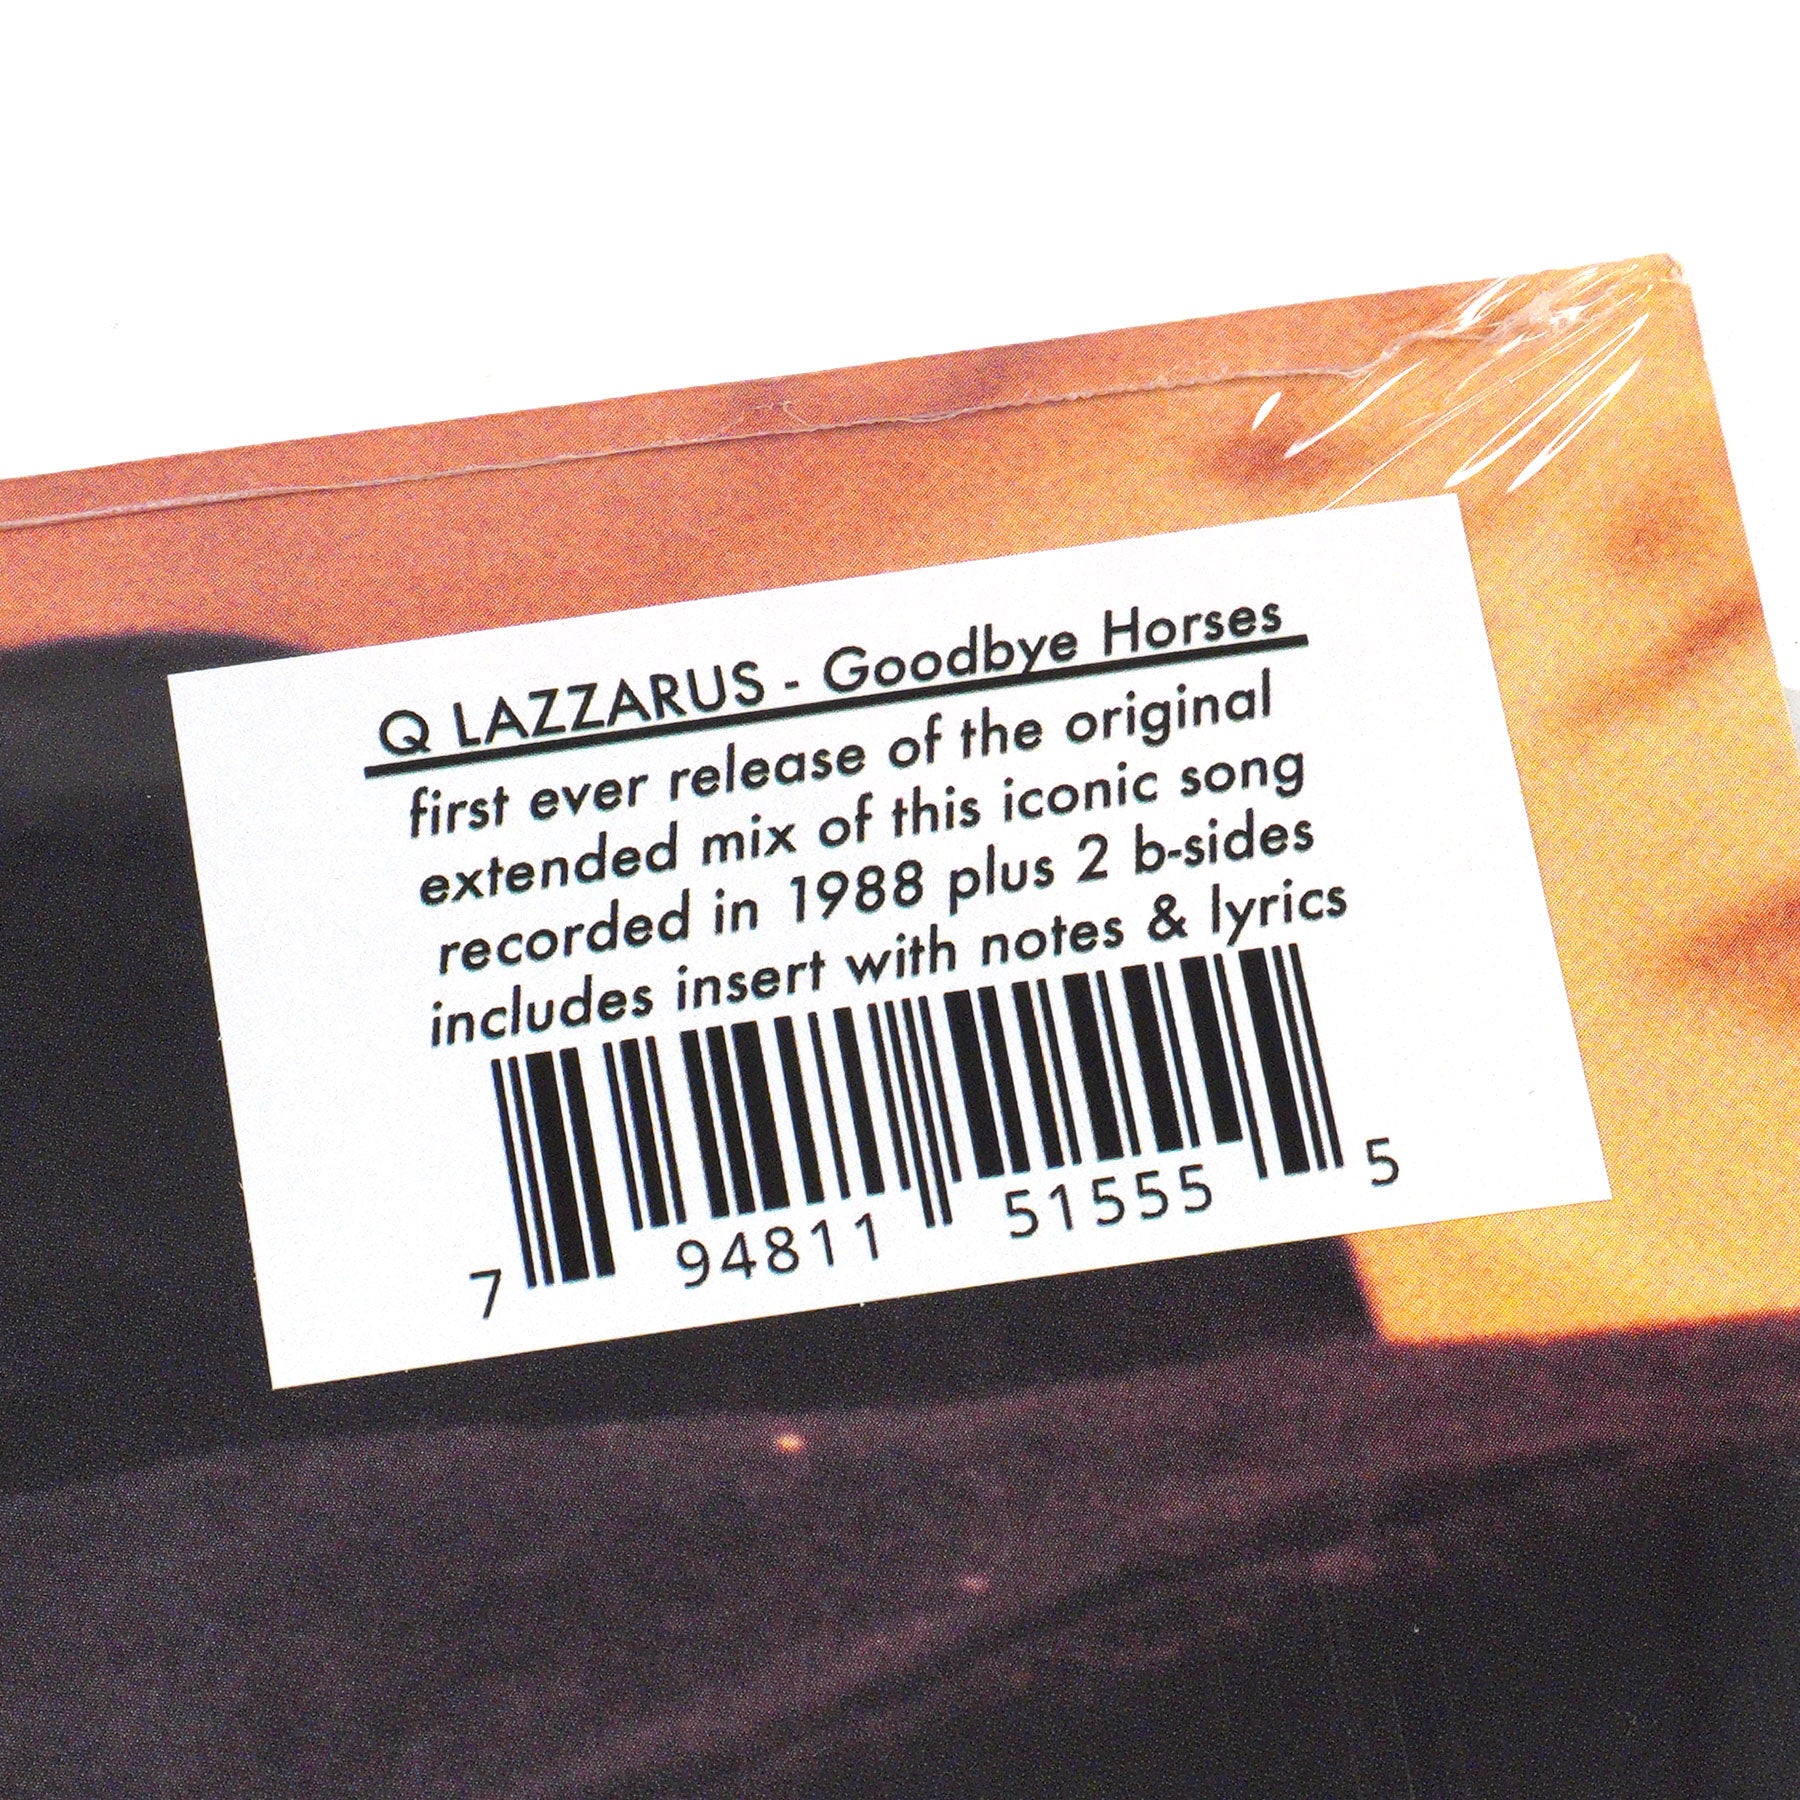 Q LAZZARUS - Goodbye Horses
first ever release of the original
extended mix of this iconic song
recorded in 1988 plus 2 b-sides
includes insert with notes & lyrics
7 94811 51555 5